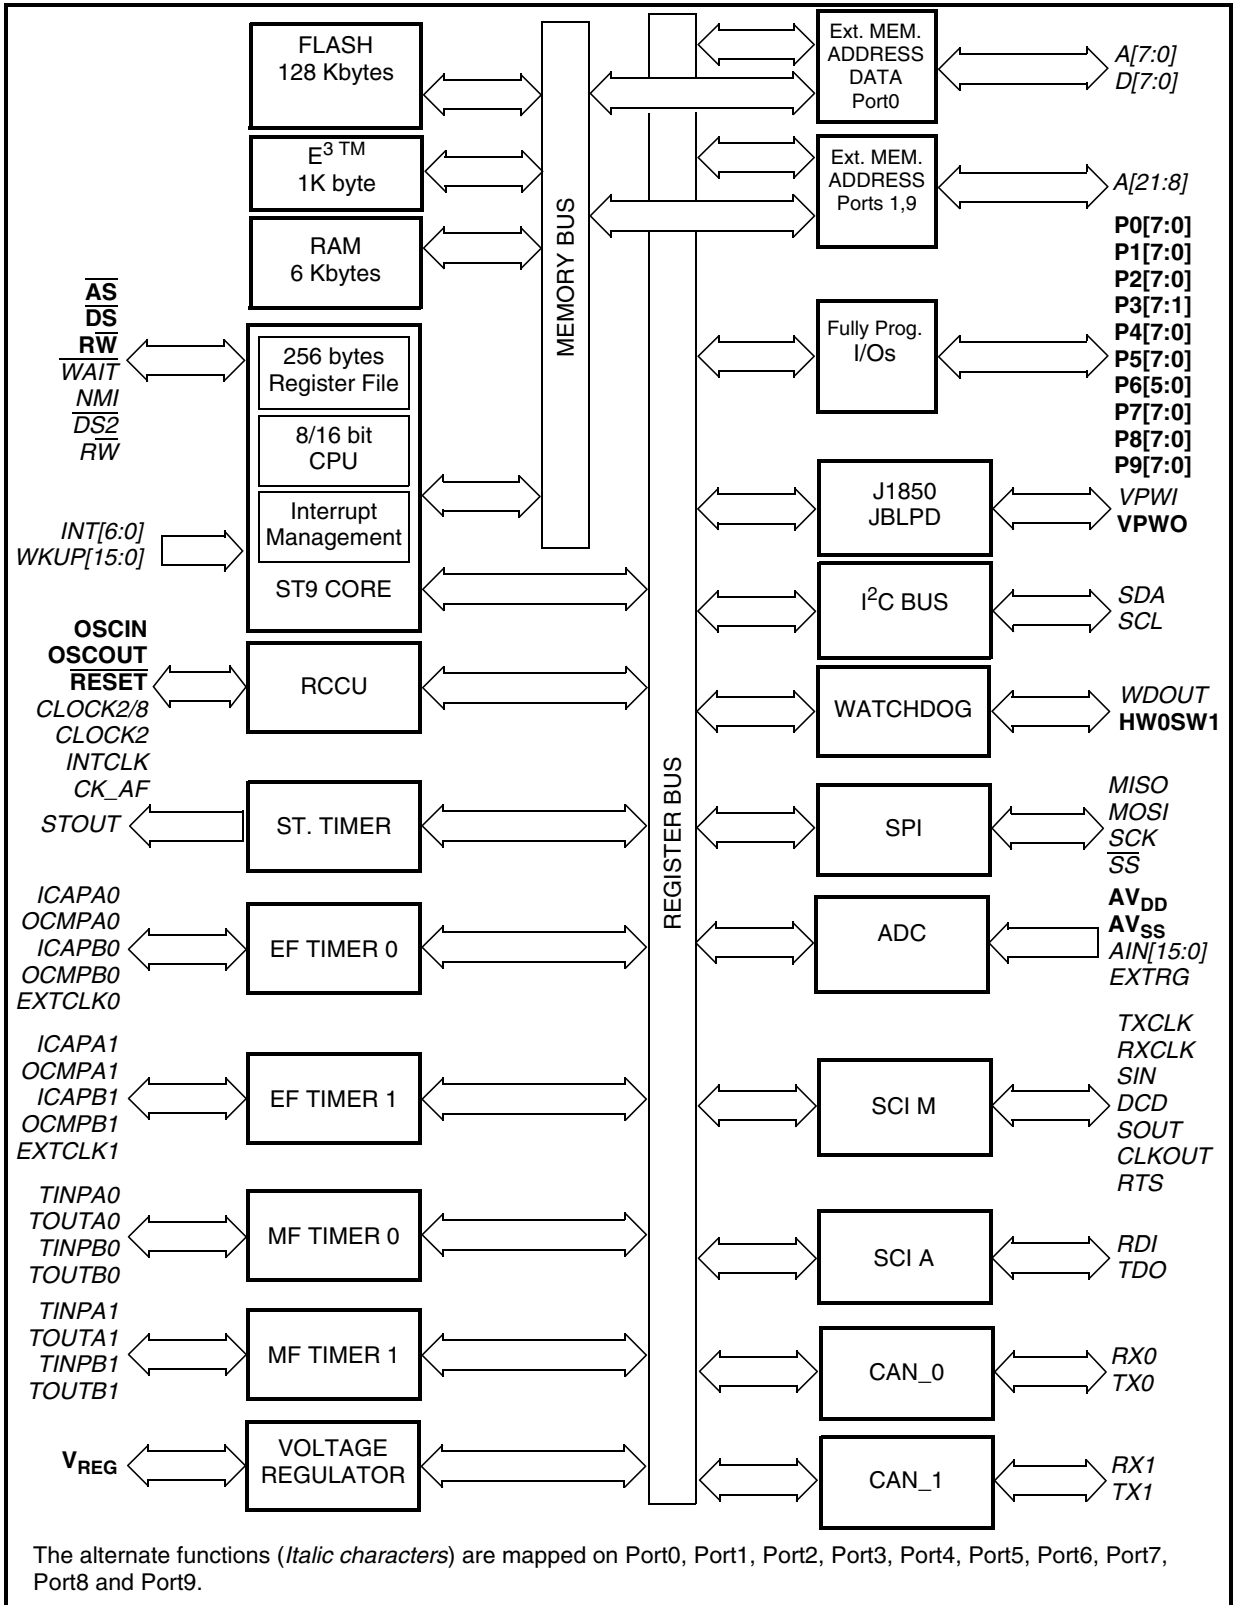 FLASH
128 Kbytes
E3 TM
1K byte
RAM
6 Kbytes
AS
DS
RW
WAIT
NMI
DS2
RW
256 bytes
Register File
8/16 bit
CPU
Interrupt
Management
ST9 CORE
INT[6:0]
WKUP[15:0]
OSCIN
OSCOUT
RESET
CLOCK2/8
CLOCK2
INTCLK
CK_AF
RCCU
STOUT
ST. TIMER
ICAPA0
OCMPA0
ICAPB0
OCMPB0
EXTCLK0
EF TIMER 0
ICAPA1
OCMPA1
ICAPB1
OCMPB1
EXTCLK1
EF TIMER 1
TINPA0
TOUTA0
TINPB0
TOUTB0
MF TIMER 0
TINPA1
TOUTA1
TINPB1
TOUTB1
MF TIMER 1
VREG
VOLTAGE
REGULATOR
MEMORY BUS
REGISTER BUS
Ext. MEM.
ADDRESS
DATA
Port0
A[7:0]
D[7:0]
Ext. MEM.
ADDRESS
Ports 1,9
A[21:8]
Fully Prog.
I/Os
P0[7:0]
P1[7:0]
P2[7:0]
P3[7:1]
P4[7:0]
P5[7:0]
P6[5:0]
P7[7:0]
P8[7:0]
P9[7:0]
J1850
JBLPD
VPWI
VPWO
I2C BUS
SDA
SCL
WATCHDOG
WDOUT
HW0SW1
SPI
MISO
MOSI
SCK
SS
ADC
AVDD
AVSS
AIN[15:0]
EXTRG
SCI M
TXCLK
RXCLK
SIN
DCD
SOUT
CLKOUT
RTS
SCI A
RDI
TDO
CAN_0
RX0
TX0
CAN_1
RX1
TX1
The alternate functions (Italic characters) are mapped on Port0, Port1, Port2, Port3, Port4, Port5, Port6, Port7,
Port8 and Port9.